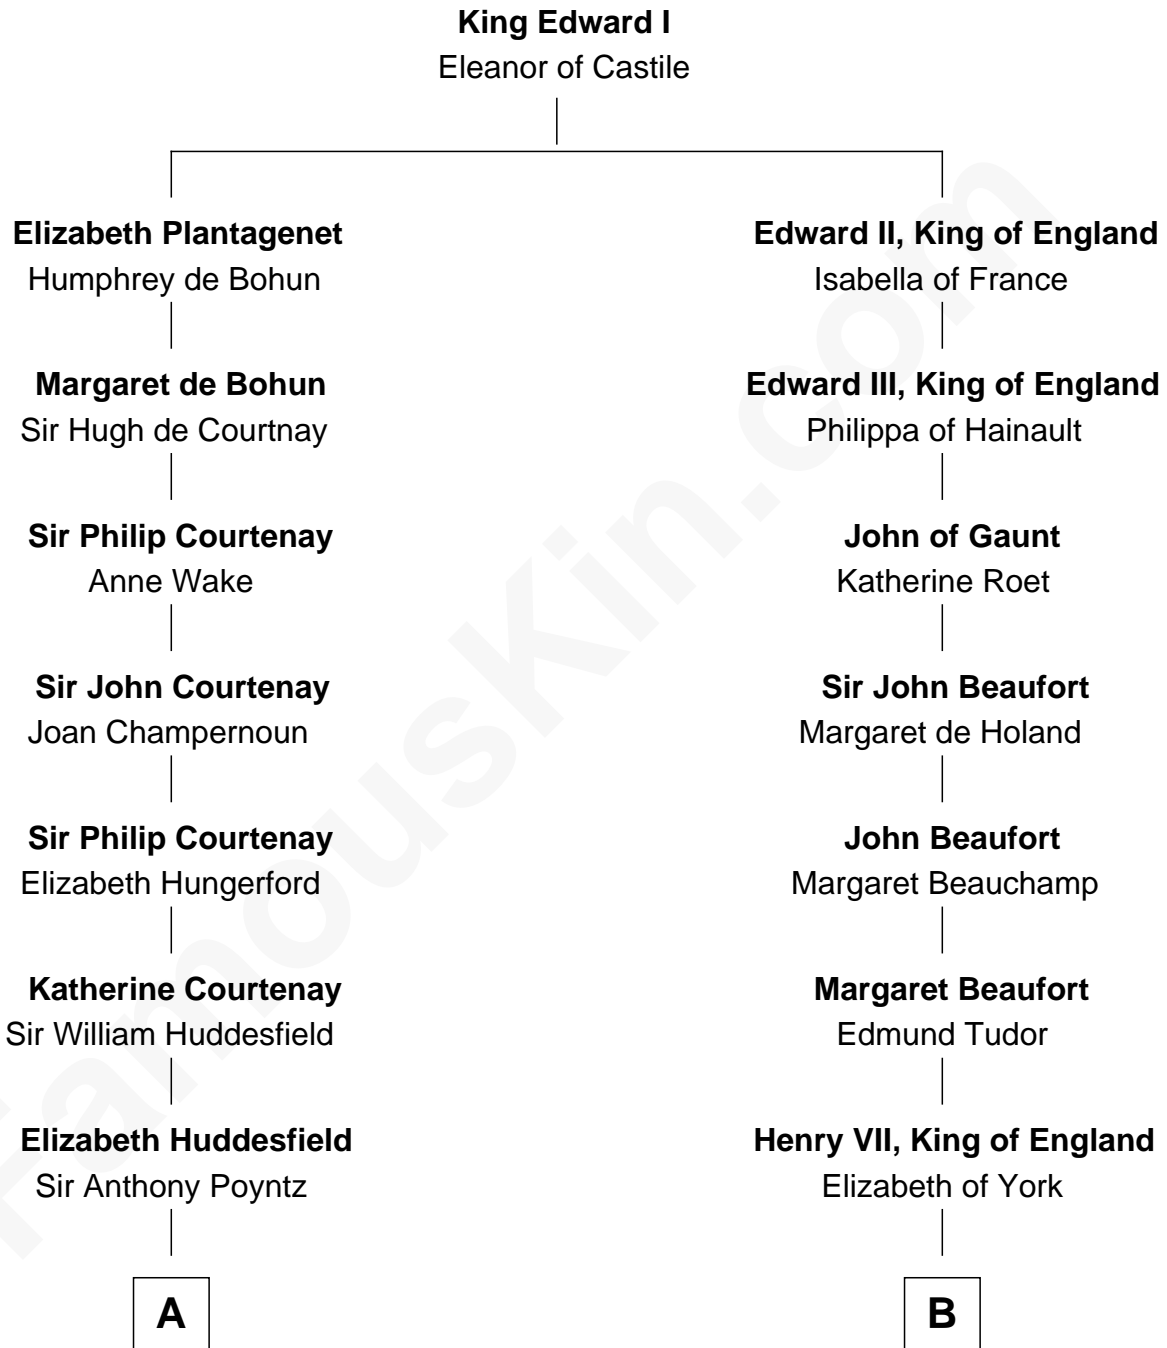 King Edward I
Eleanor of Castile
Elizabeth Plantagenet
Humphrey de Bohun
Edward II, King of England
Isabella of France
Margaret de Bohun
Sir Hugh de Courtnay
Edward III, King of England
Philippa of Hainault
Sir Philip Courtenay
Anne Wake
John of Gaunt
Katherine Roet
Sir John Courtenay
Joan Champernoun
Sir John Beaufort
Margaret de Holand
Sir Philip Courtenay
Elizabeth Hungerford
John Beaufort
Margaret Beauchamp
Katherine Courtenay
Sir William Huddesfield
Margaret Beaufort
Edmund Tudor
Elizabeth Huddesfield
Sir Anthony Poyntz
Henry VII, King of England
Elizabeth of York
A
B
FamousKin.com